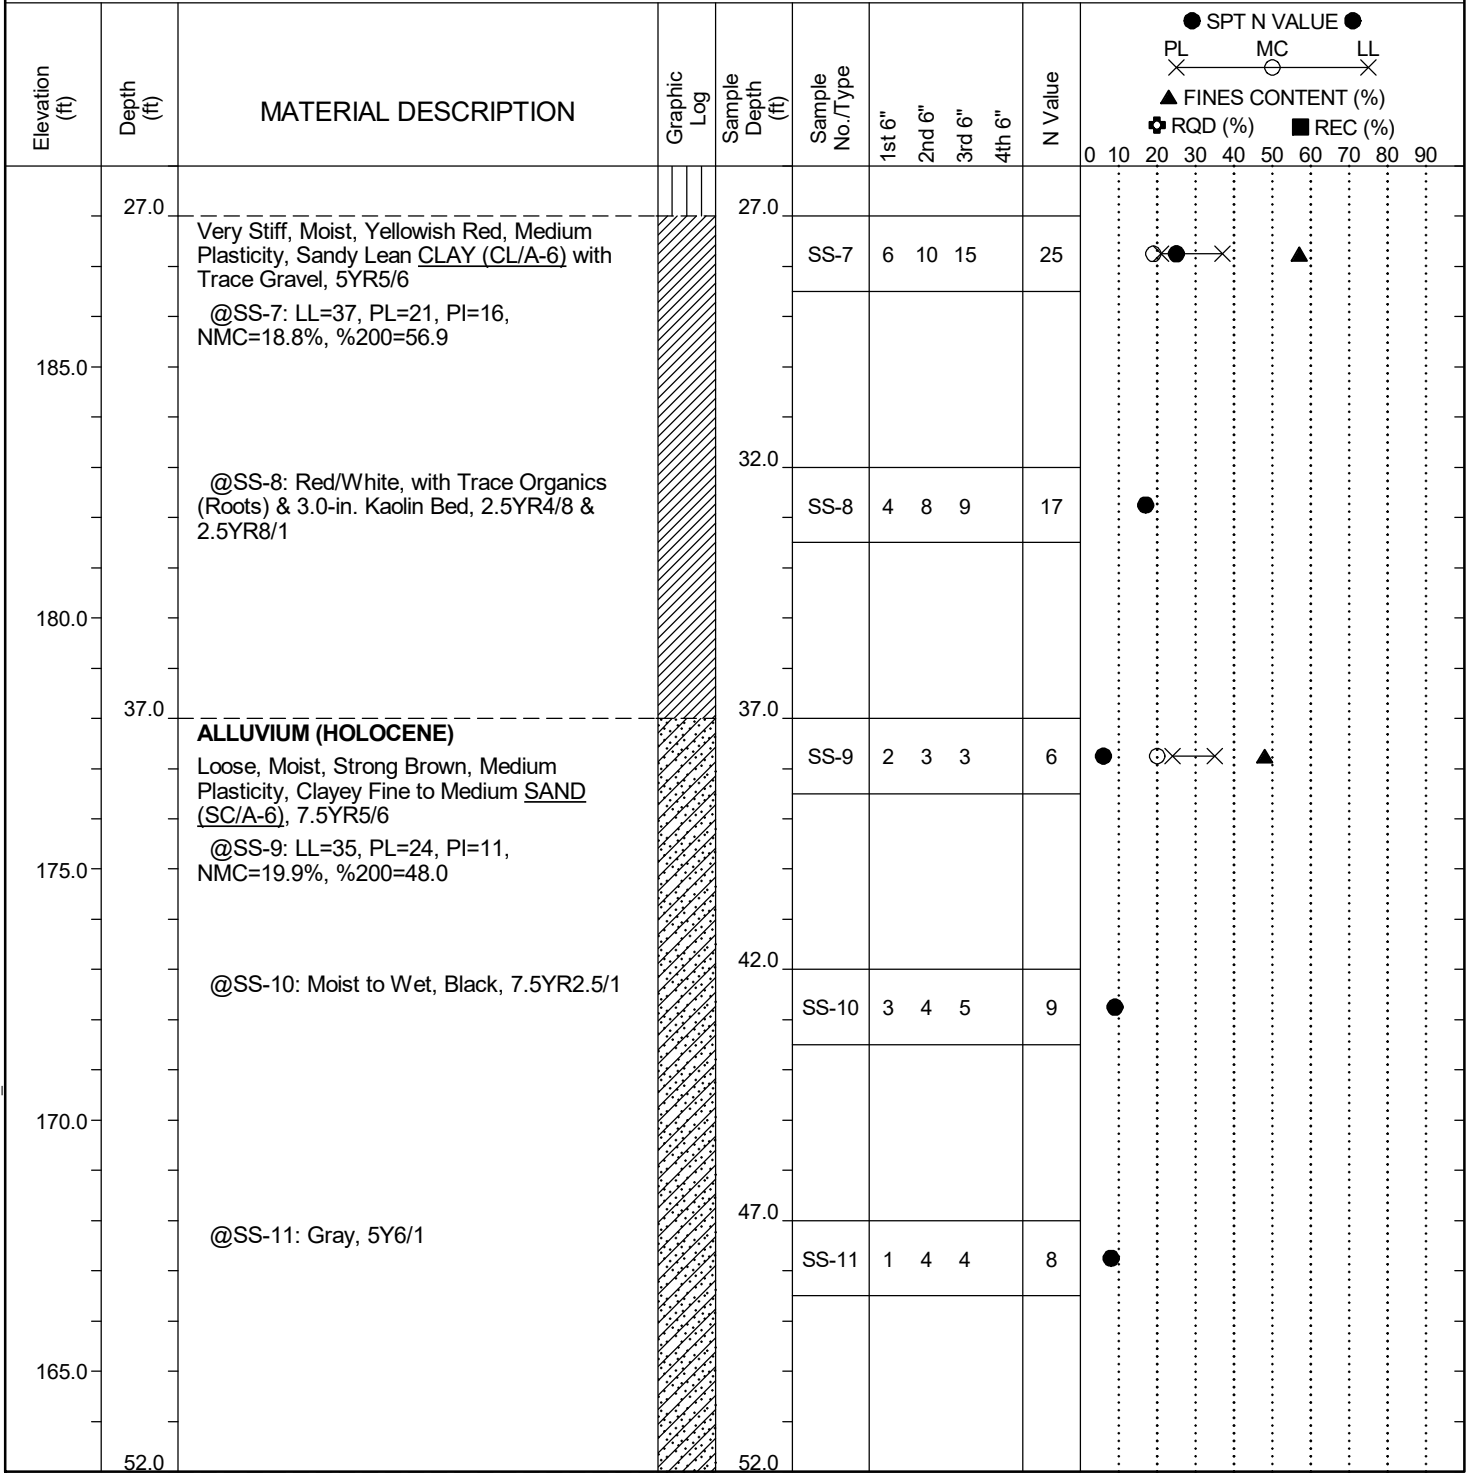 ● SPT N VALUE ●
PL MC LL
▲ FINES CONTENT (%)
RQD (%) ■ REC (%)
Elevation (ft)
Depth (ft)
MATERIAL DESCRIPTION
Graphic Log
Sample Depth (ft)
Sample No./Type
1st 6"
2nd 6"
3rd 6"
4th 6"
N Value
0 10 20 30 40 50 60 70 80 90
27.0 27.0
Very Stiff, Moist, Yellowish Red, Medium
Plasticity, Sandy Lean CLAY (CL/A-6) with
Trace Gravel, 5YR5/6
SS-7 6 10 15 25
@SS-7: LL=37, PL=21, PI=16,
NMC=18.8%, %200=56.9
185.0
32.0
@SS-8: Red/White, with Trace Organics
(Roots) & 3.0-in. Kaolin Bed, 2.5YR4/8 &
2.5YR8/1
SS-8 4 8 9 17
180.0
37.0 37.0
ALLUVIUM (HOLOCENE)
Loose, Moist, Strong Brown, Medium
Plasticity, Clayey Fine to Medium SAND
(SC/A-6), 7.5YR5/6
SS-9 2 3 3 6
@SS-9: LL=35, PL=24, PI=11,
NMC=19.9%, %200=48.0
175.0
42.0
@SS-10: Moist to Wet, Black, 7.5YR2.5/1
SS-10 3 4 5 9
170.0
47.0
@SS-11: Gray, 5Y6/1
SS-11 1 4 4 8
165.0
52.0 52.0